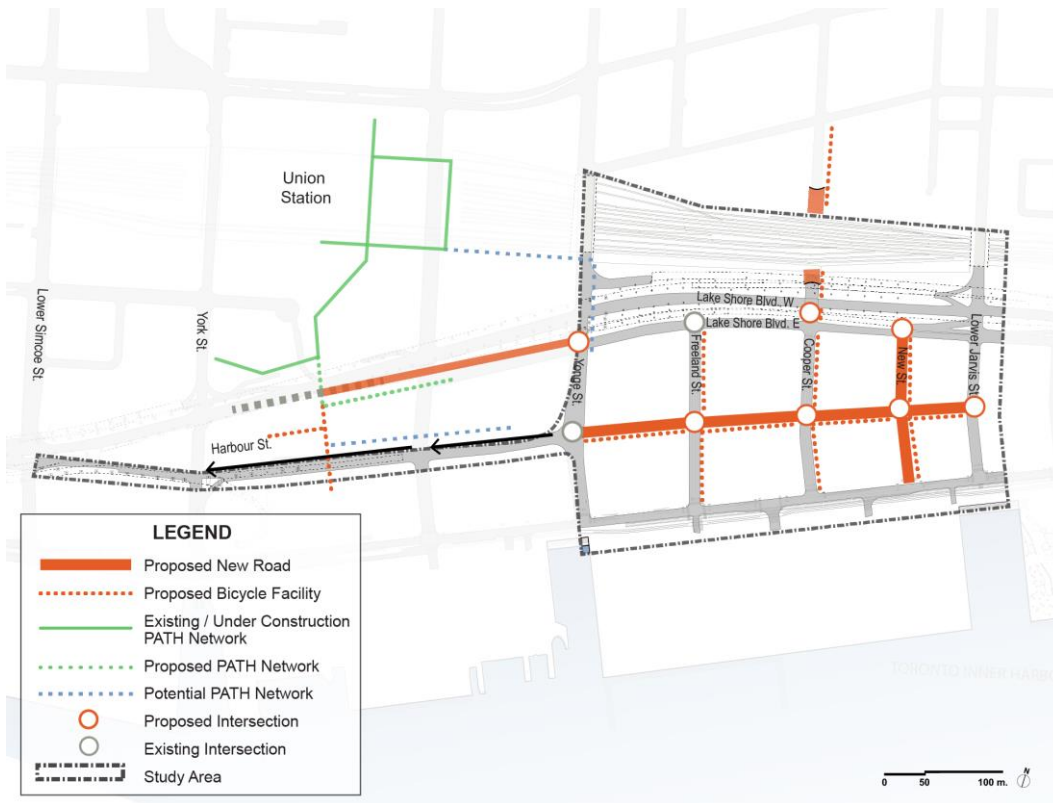 Union
Station
Lower Simcoe St.
York St.
Yonge St.
Lake Shore Blvd. W
Lake Shore Blvd. E
Freeland St.
Cooper St.
New St.
Lower Jarvis St.
Harbour St.
LEGEND
Proposed New Road
Proposed Bicycle Facility
Existing / Under Construction
PATH Network
Proposed PATH Network
Potential PATH Network
Proposed Intersection
Existing Intersection
Study Area
TORONTO INNER HARBO
0 50 100 m.
N